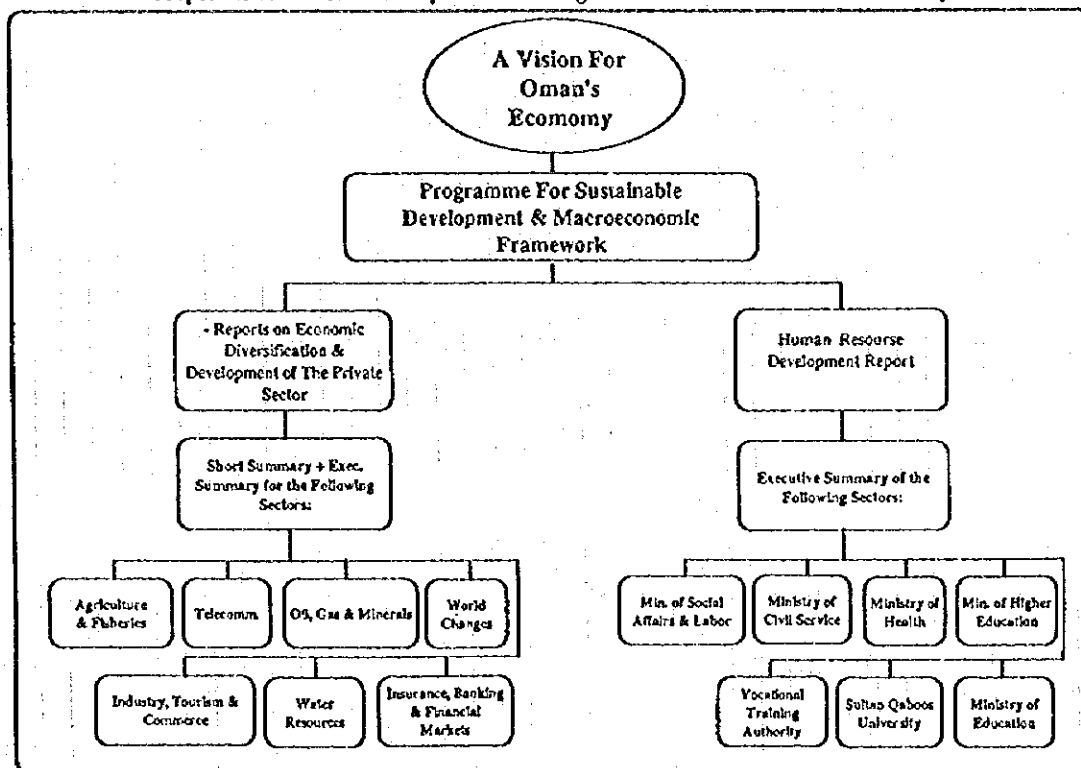 A Vision For
Oman's
Ecomomy
Programme For Sustainable
Development & Macroeconomic
Framework
- Reports on Economic
Diversification &
Development of The Private
Sector
Human Resourse
Development Report
Short Summary + Exec.
Summary for the Following
Sectors:
Executive Summary of the
Following Sectors:
Agriculture
& Fisheries
Telecomm.
Oil, Gas & Minerals
World
Changes
Min. of Social
Affairs & Labor
Ministry of
Civil Service
Ministry of
Health
Min. of Higher
Education
Industry, Tourism &
Commerce
Water
Resources
Insurance, Banking
& Financial
Markets
Vocational
Training
Authority
Sultan Qaboos
University
Ministry of
Education